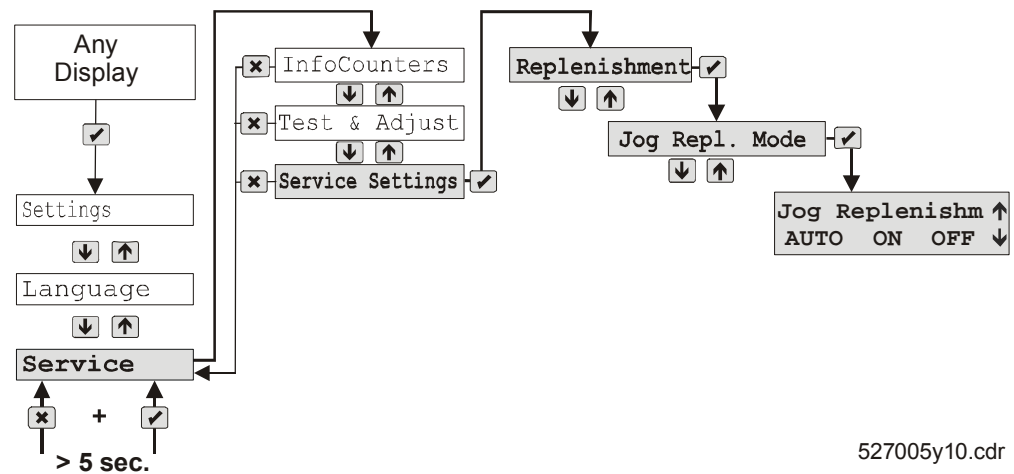 Any
Display
Settings
Language
Service
+
> 5 sec.
InfoCounters
Test & Adjust
Service Settings
Replenishment
Jog Repl. Mode
Jog Replenishm
AUTO ON OFF
527005y10.cdr